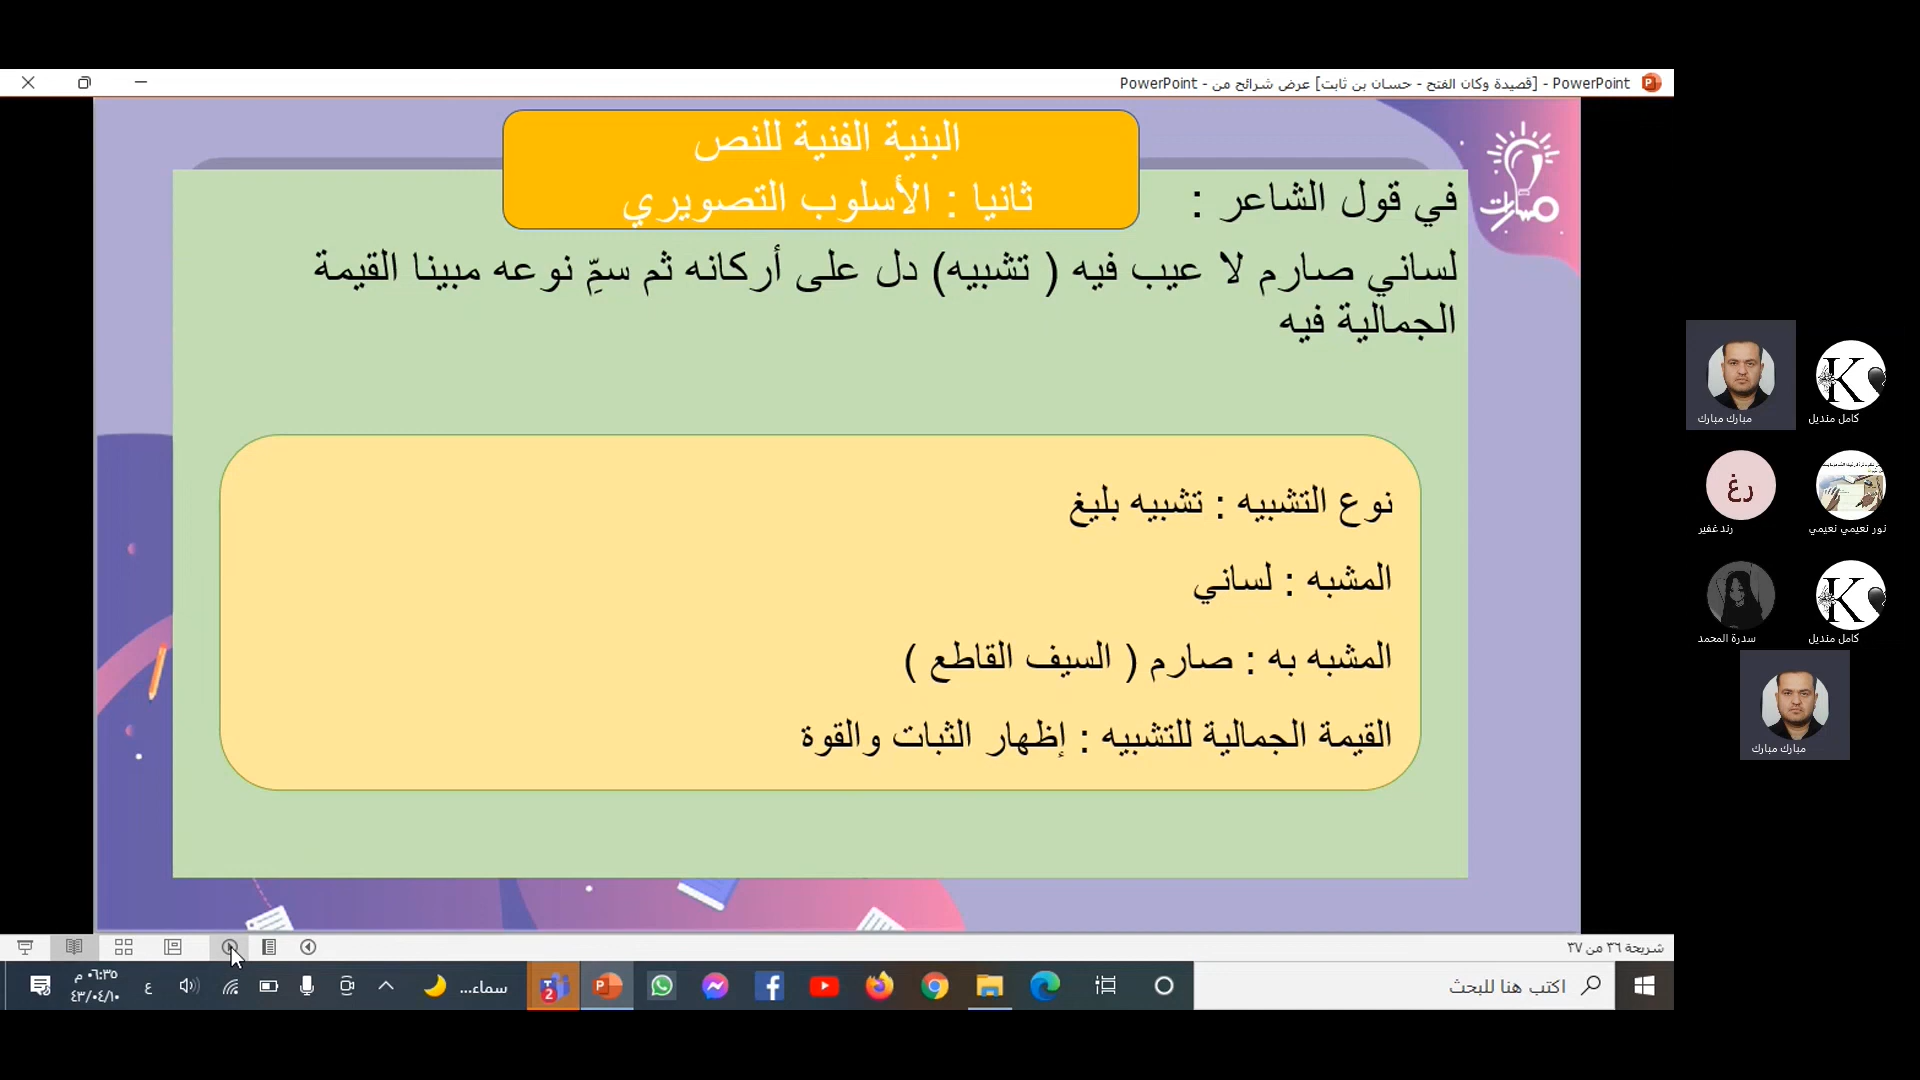 PowerPoint - [قصيدة وكان الفتح - حسان بن ثابت] عرض شرائح من - PowerPoint
البنية الفنية للنص
ثانيا : الأسلوب التصويري
مسارات
في قول الشاعر :
لساني صارم لا عيب فيه ( تشبيه) دل على أركانه ثم سمِّ نوعه مبينا القيمة
الجمالية فيه
نوع التشبيه : تشبيه بليغ
المشبه : لساني
المشبه به : صارم ( السيف القاطع )
القيمة الجمالية للتشبيه : إظهار الثبات والقوة
مبارك مبارك
كامل منديل
K
رغ
رند غفير
نور نعيمي نعيمي
سدرة المحمد
كامل منديل
K
مبارك مبارك
شريحة ٣٦ من ٣٧
اكتب هنا للبحث
سماء...
ع
٠٦:٣٥ م
٤٣/٠٤/١٠